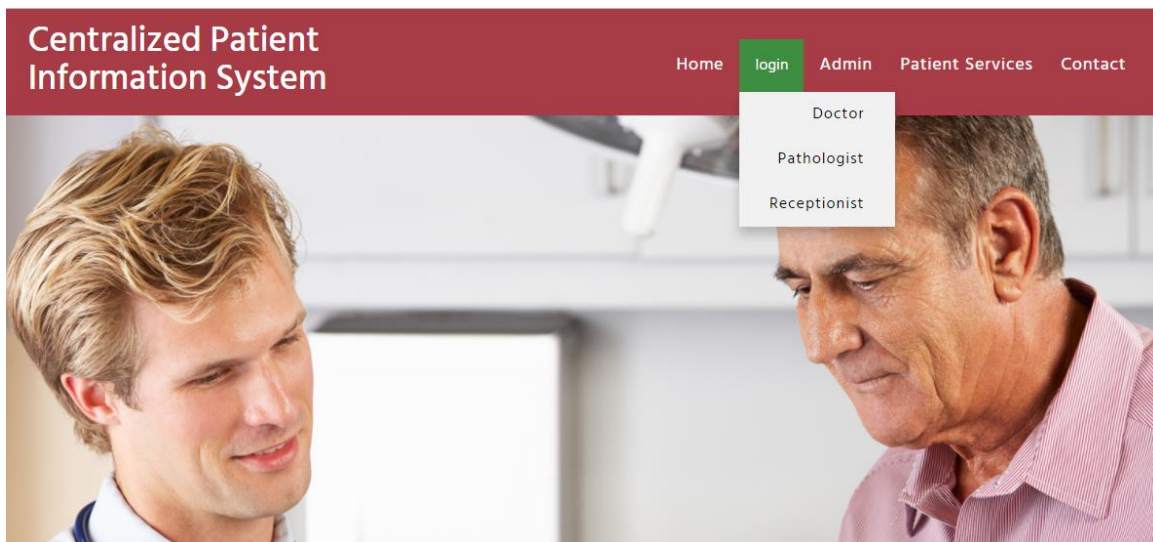 Centralized Patient
Information System
Home login Admin Patient Services Contact
Doctor
Pathologist
Receptionist